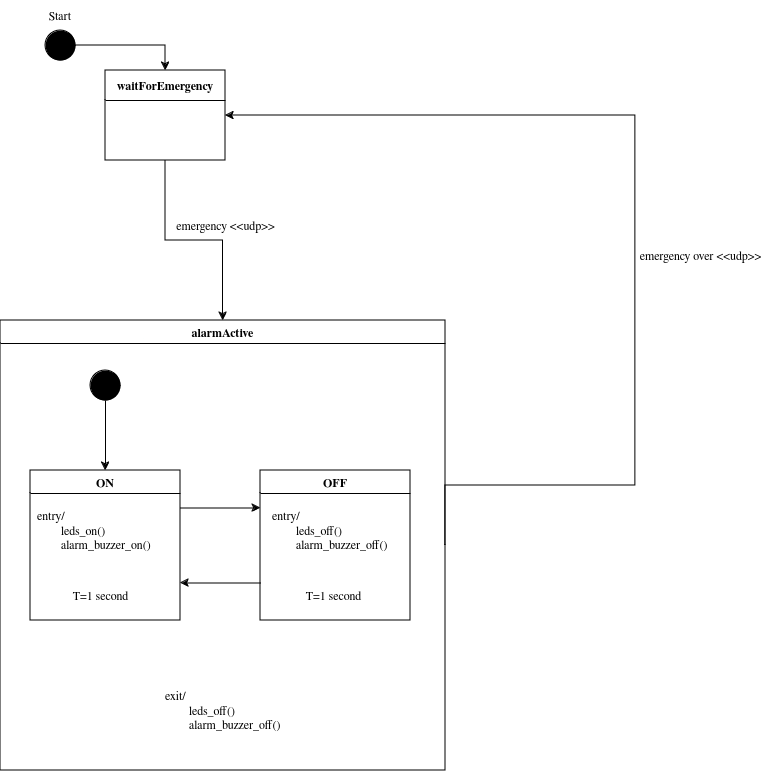 Start
waitForEmergency
emergency <<udp>>
emergency over <<udp>>
alarmActive
ON
entry/
leds_on()
alarm_buzzer_on()
T=1 second
OFF
entry/
leds_off()
alarm_buzzer_off()
T=1 second
exit/
leds_off()
alarm_buzzer_off()